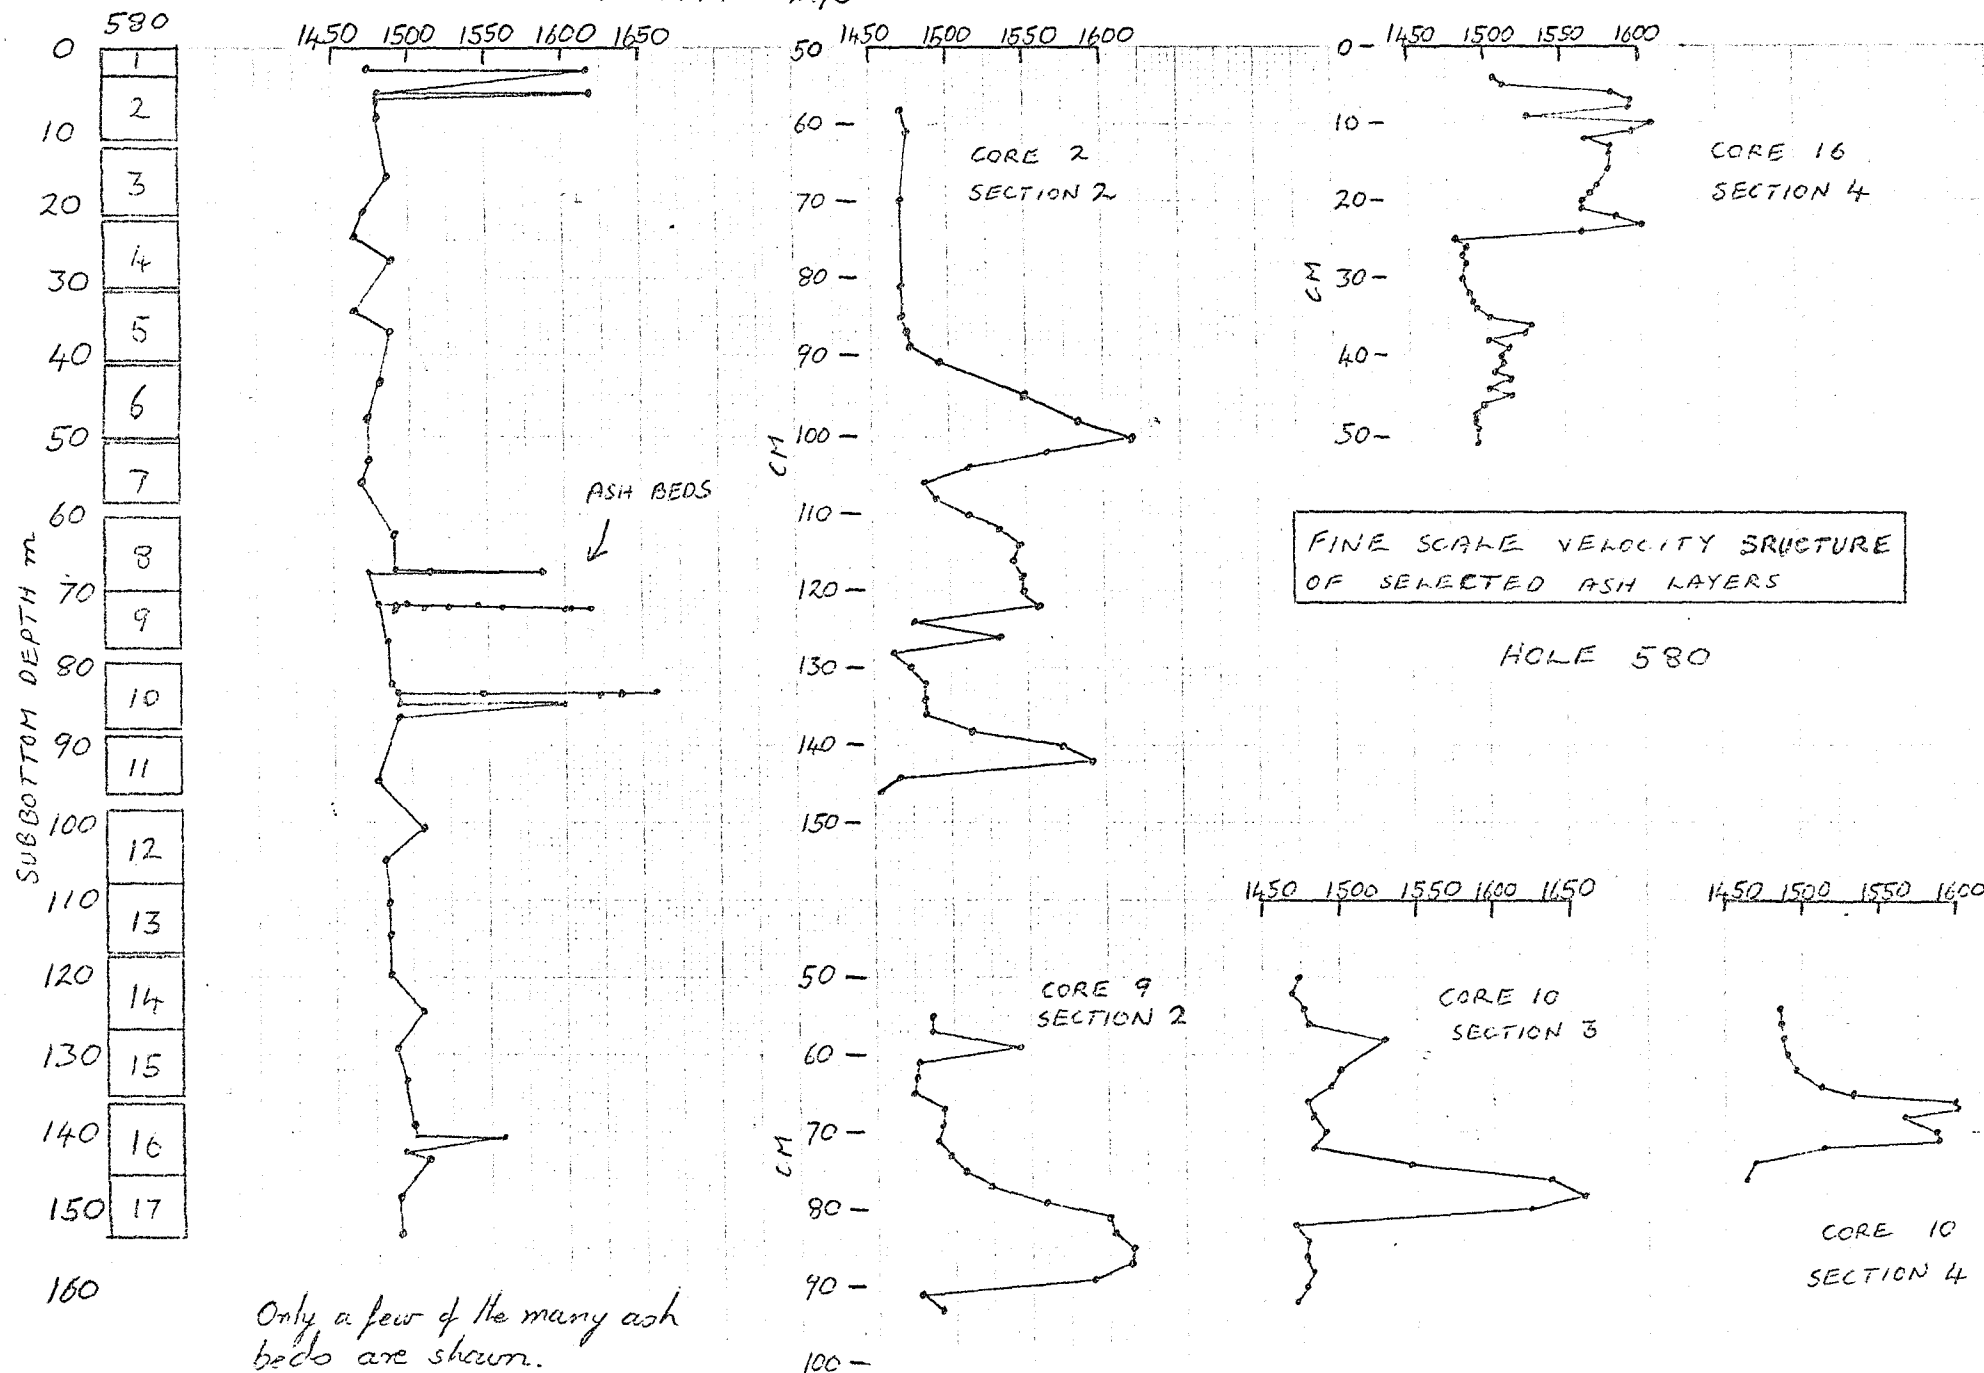 580
0
10
20
30
40
50
60
70
80
90
100
110
120
130
140
150
160
SUBBOTTOM DEPTH m
1
2
3
4
5
6
7
8
9
10
11
12
13
14
15
16
17
1450 1500 1550 1600 1650
ASH BEDS
Only a few of the many ash
beds are shown.
1450 1500 1550 1600
50
60
70
80
90
100
110
120
130
140
150
CM
CORE 2
SECTION 2
1450 1500 1550 1600
0
10
20
30
40
50
CM
CORE 16
SECTION 4
FINE SCALE VELOCITY SRUCTURE
OF SELECTED ASH LAYERS
HOLE 580
50
60
70
80
90
100
CM
CORE 9
SECTION 2
1450 1500 1550 1600 1650
CORE 10
SECTION 3
1450 1500 1550 1600
CORE 10
SECTION 4